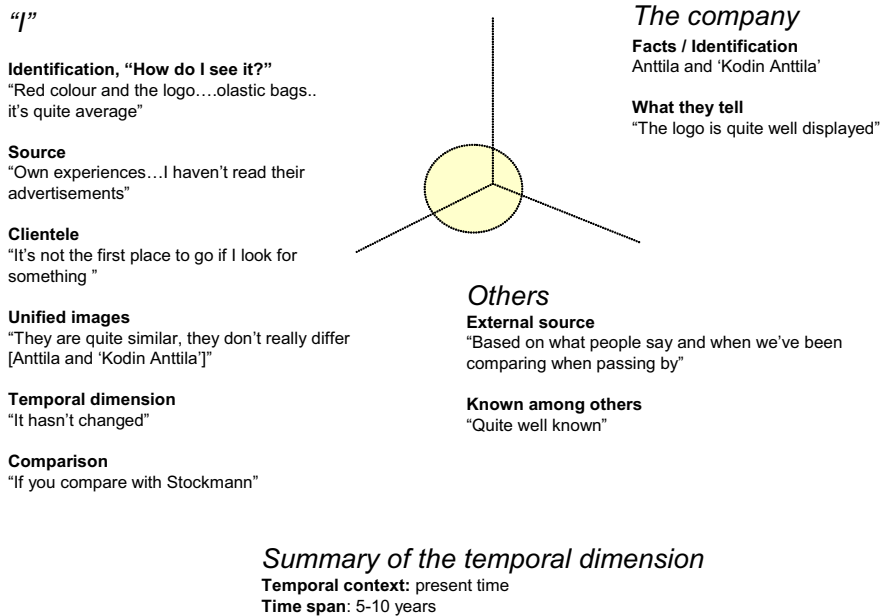 “I”
Identification, “How do I see it?”
“Red colour and the logo….olastic bags..
it’s quite average”
Source
“Own experiences…I haven’t read their
advertisements”
Clientele
“It’s not the first place to go if I look for
something ”
Unified images
“They are quite similar, they don’t really differ
[Anttila and ‘Kodin Anttila’]”
Temporal dimension
“It hasn’t changed”
Comparison
“If you compare with Stockmann”
The company
Facts / Identification
Anttila and ‘Kodin Anttila’
What they tell
“The logo is quite well displayed”
Others
External source
“Based on what people say and when we’ve been
comparing when passing by”
Known among others
“Quite well known”
Summary of the temporal dimension
Temporal context: present time
Time span: 5-10 years